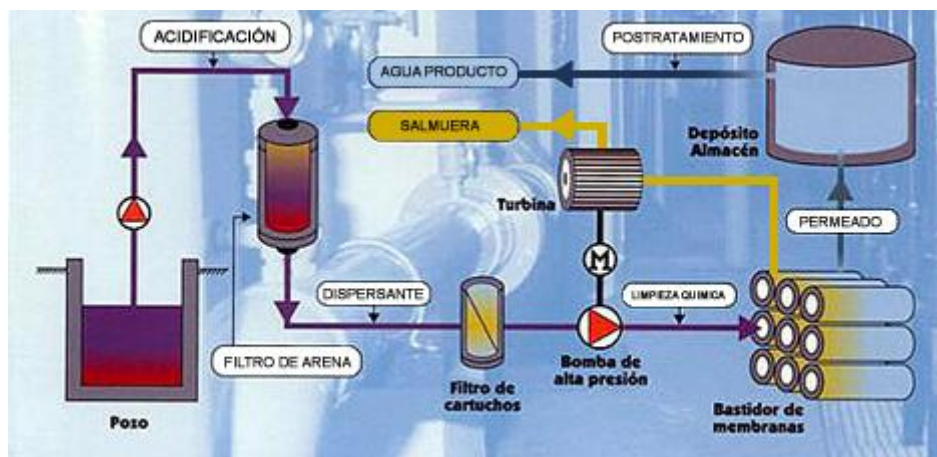 ACIDIFICACIÓN
POSTRATAMIENTO
AGUA PRODUCTO
SALMUERA
Depósito
Almacén
Turbina
PERMEADO
M
DISPERSANTE
LIMPIEZA QUIMICA
FILTRO DE ARENA
Bomba de
alta presión
Filtro de
cartuchos
Bastidor de
membranas
Pozo